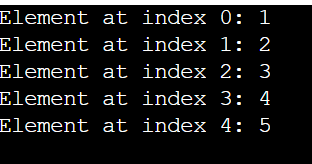 Element at index 0: 1
Element at index 1: 2
Element at index 2: 3
Element at index 3: 4
Element at index 4: 5